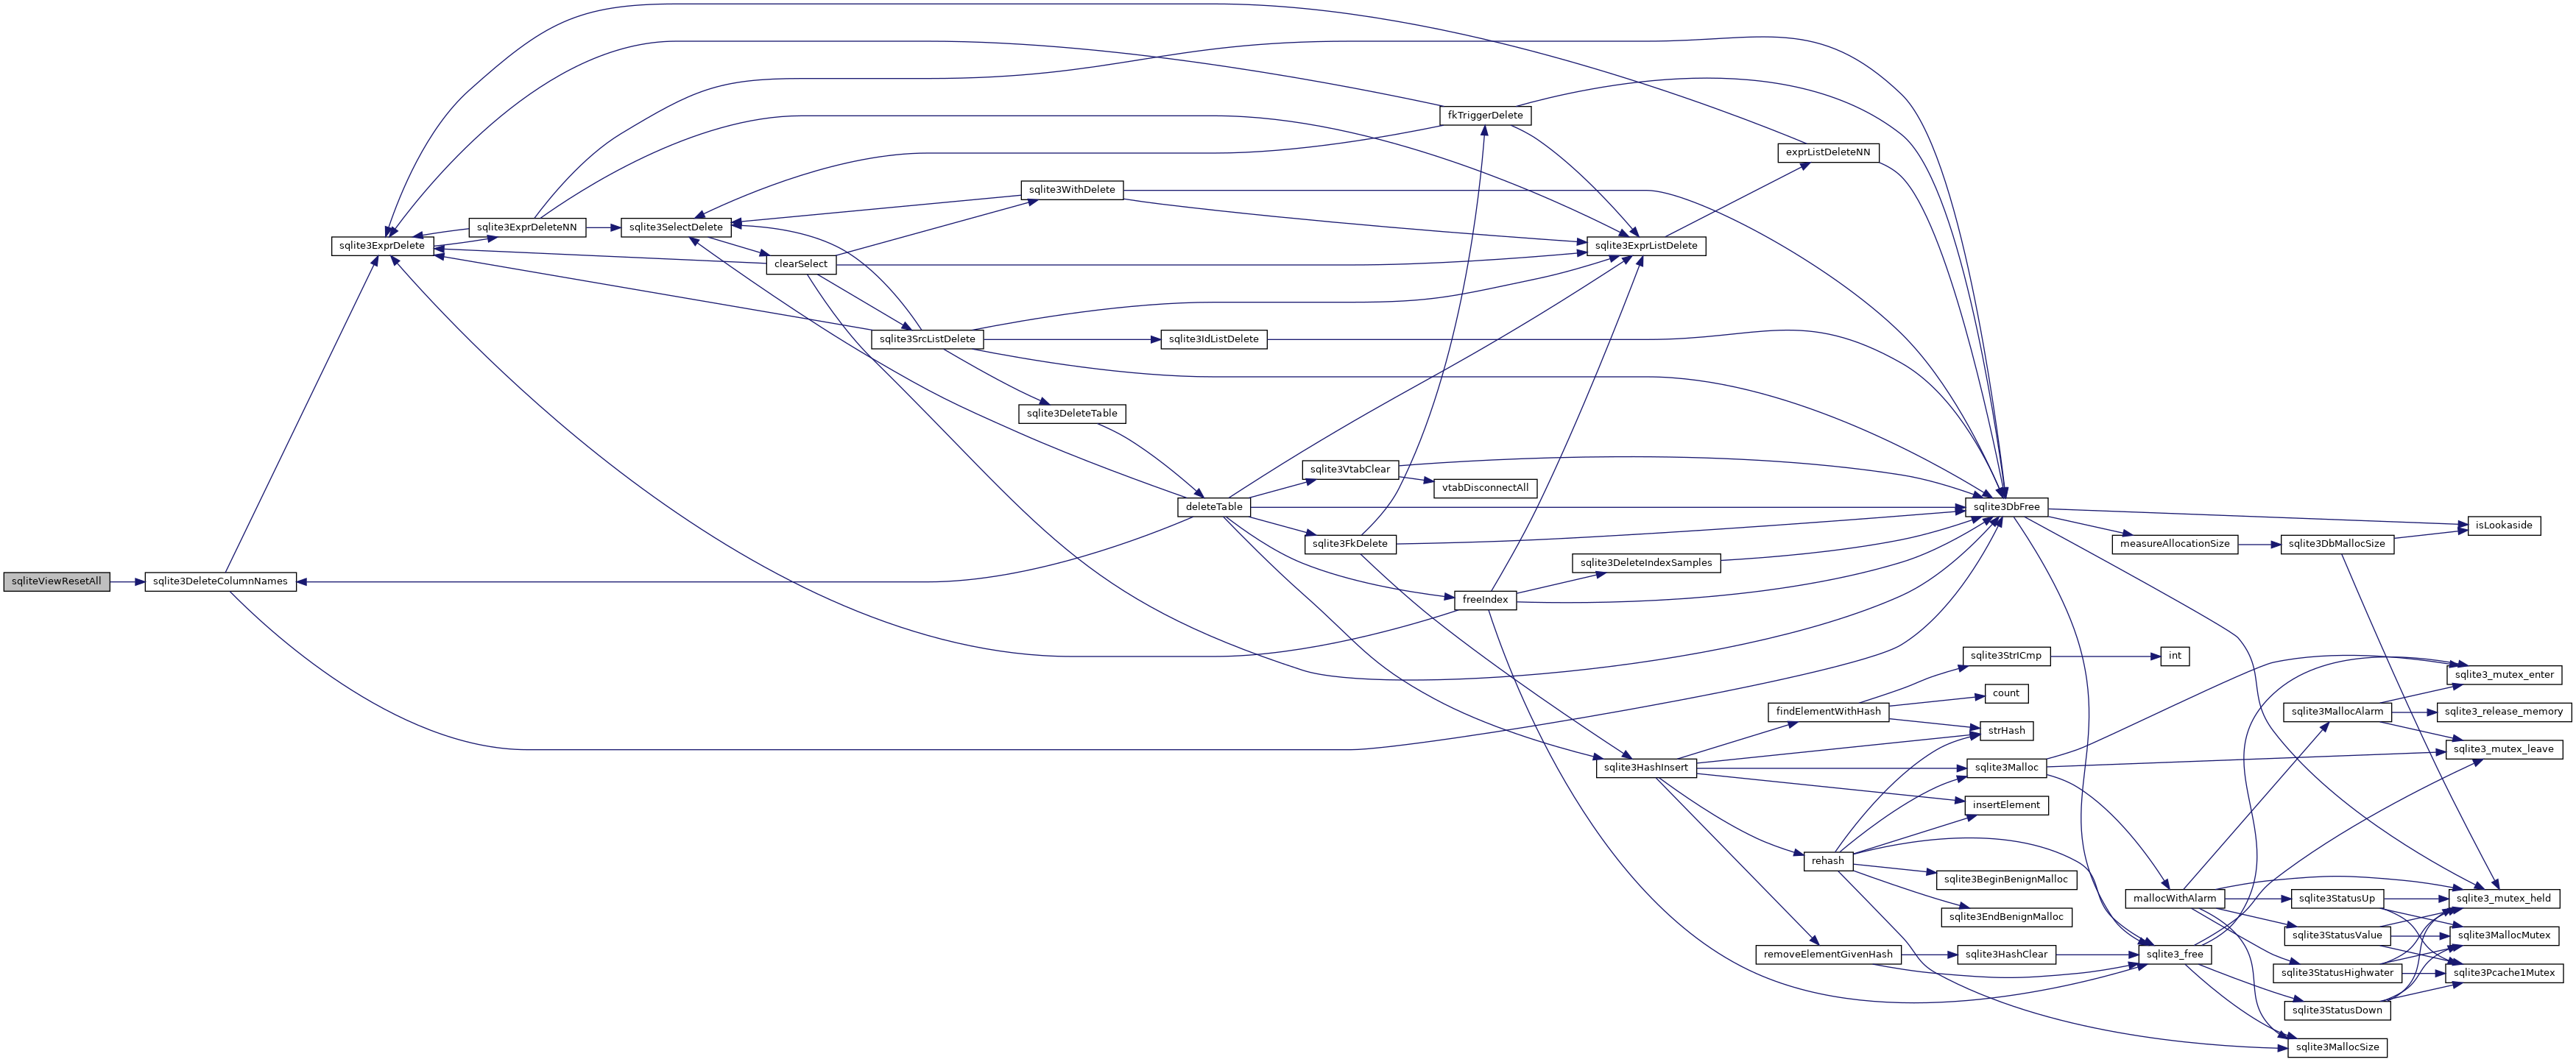 fkTriggerDelete
exprListDeleteNN
sqlite3WithDelete
sqlite3ExprDeleteNN
sqlite3SelectDelete
sqlite3ExprDelete
sqlite3ExprListDelete
clearSelect
sqlite3SrcListDelete
sqlite3IdListDelete
sqlite3DeleteTable
sqlite3VtabClear
vtabDisconnectAll
deleteTable
sqlite3DbFree
isLookaside
sqlite3FkDelete
measureAllocationSize
sqlite3DbMallocSize
sqlite3DeleteIndexSamples
sqliteViewResetAll
sqlite3DeleteColumnNames
freeIndex
sqlite3StrICmp
int
sqlite3_mutex_enter
count
findElementWithHash
sqlite3MallocAlarm
sqlite3_release_memory
strHash
sqlite3_mutex_leave
sqlite3HashInsert
sqlite3Malloc
insertElement
rehash
sqlite3BeginBenignMalloc
mallocWithAlarm
sqlite3StatusUp
sqlite3_mutex_held
sqlite3EndBenignMalloc
sqlite3StatusValue
sqlite3MallocMutex
removeElementGivenHash
sqlite3HashClear
sqlite3_free
sqlite3StatusHighwater
sqlite3Pcache1Mutex
sqlite3StatusDown
sqlite3MallocSize